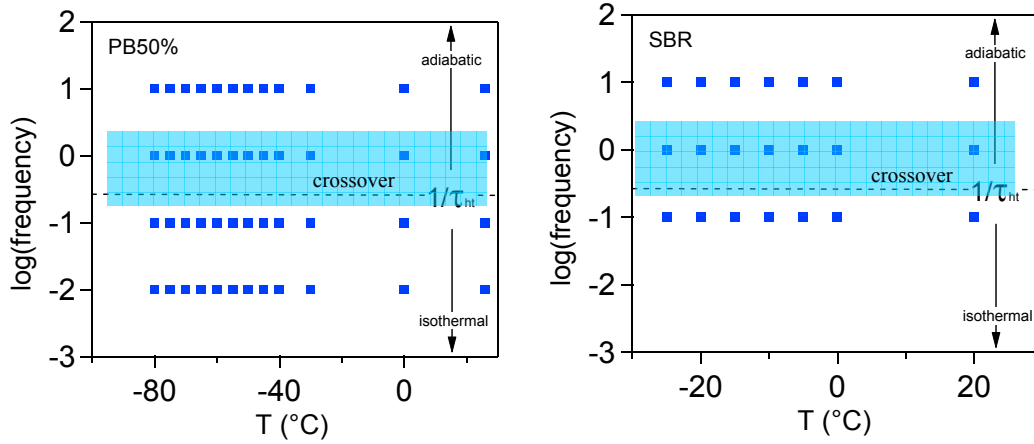 2
PB50%
adiabatic
1
log(frequency)
0
crossover
1/τht
-1
-2
isothermal
-3
-80
-40
0
T (°C)
2
SBR
adiabatic
1
log(frequency)
0
crossover
1/τht
-1
-2
isothermal
-3
-20
0
20
T (°C)